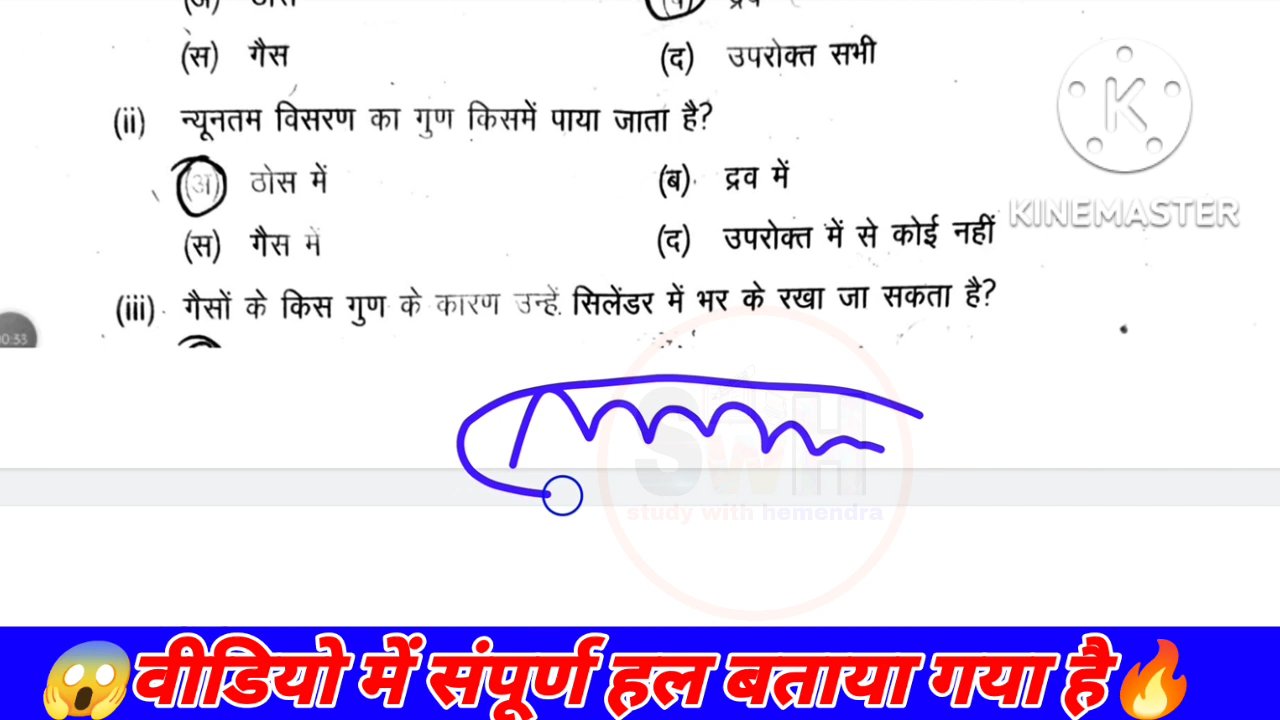 (स) गैस (द) उपरोक्त सभी
(ii) न्यूनतम विसरण का गुण किसमें पाया जाता है?
(अ) ठोस में (ब) द्रव में
(स) गैस में (द) उपरोक्त में से कोई नहीं
(iii) गैसों के किस गुण के कारण उन्हें सिलेंडर में भर के रखा जा सकता है?
KINEMASTER
SWH
study with hemendra
😱वीडियो में संपूर्ण हल बताया गया है🔥